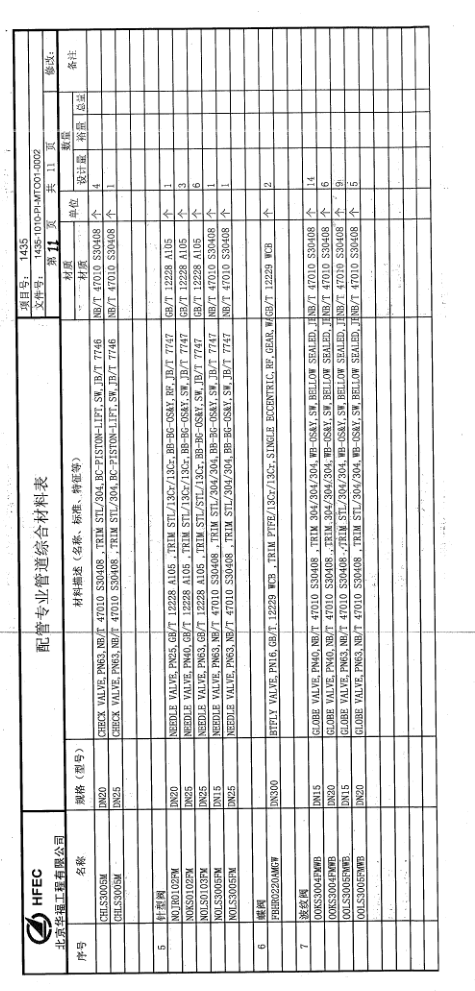 HFEC
北京华福工程有限公司
配管专业管道综合材料表
项目号： 1435
文件号： 1435-1010-PI-MTO01-0002
第 11 页 共 11 页 修改:
序号 名称 规格（型号） 材料描述（名称、标准、特征等） 材质 单位 数量 备注
材质 设计量 裕量 总量
CHLS3005M DN20 CHECK VALVE,PN63,NB/T 47010 S30408 ,TRIM STL/304,BC-PISTON-LIFT,SW,JB/T 7746 NB/T 47010 S30408 个 4
CHLS3005M DN25 CHECK VALVE,PN63,NB/T 47010 S30408 ,TRIM STL/304,BC-PISTON-LIFT,SW,JB/T 7746 NB/T 47010 S30408 个 1
5 针型阀
NOJR0102FM DN20 NEEDLE VALVE,PN25,GB/T 12228 A105 ,TRIM STL/13Cr/13Cr,BB-BG-OS&Y,RF,JB/T 7747 GB/T 12228 A105 个 1
NOKS0102FM DN25 NEEDLE VALVE,PN40,GB/T 12228 A105 ,TRIM STL/13Cr/13Cr,BB-BG-OS&Y,SW,JB/T 7747 GB/T 12228 A105 个 3
NOLS0103FM DN25 NEEDLE VALVE,PN63,GB/T 12228 A105 ,TRIM STL/STL/13Cr,BB-BG-OS&Y,SW,JB/T 7747 GB/T 12228 A105 个 6
NOLS3005FM DN15 NEEDLE VALVE,PN63,NB/T 47010 S30408 ,TRIM STL/304/304,BB-BG-OS&Y,SW,JB/T 7747 NB/T 47010 S30408 个 1
NOLS3005FM DN25 NEEDLE VALVE,PN63,NB/T 47010 S30408 ,TRIM STL/304/304,BB-BG-OS&Y,SW,JB/T 7747 NB/T 47010 S30408 个 1
6 蝶阀
FBHR0220AMGW DN300 BTFLY VALVE,PN16,GB/T 12229 WCB ,TRIM PTFE/13Cr/13Cr,SINGLE ECCENTRIC,RF,GEAR,WA GB/T 12229 WCB 个 2
7 波纹阀
OOKS3004FMWB DN15 GLOBE VALVE,PN40,NB/T 47010 S30408 ,TRIM 304/304/304,WB-OS&Y,SW,BELLOW SEALED,JB NB/T 47010 S30408 个 14
OOKS3004FMWB DN20 GLOBE VALVE,PN40,NB/T 47010 S30408 ,TRIM 304/304/304,WB-OS&Y,SW,BELLOW SEALED,JB NB/T 47010 S30408 个 6
OOLS3005FMWB DN15 GLOBE VALVE,PN63,NB/T 47010 S30408 ,TRIM STL/304/304,WB-OS&Y,SW,BELLOW SEALED,JB NB/T 47010 S30408 个 9
OOLS3005FMWB DN20 GLOBE VALVE,PN63,NB/T 47010 S30408 ,TRIM STL/304/304,WB-OS&Y,SW,BELLOW SEALED,JB NB/T 47010 S30408 个 5